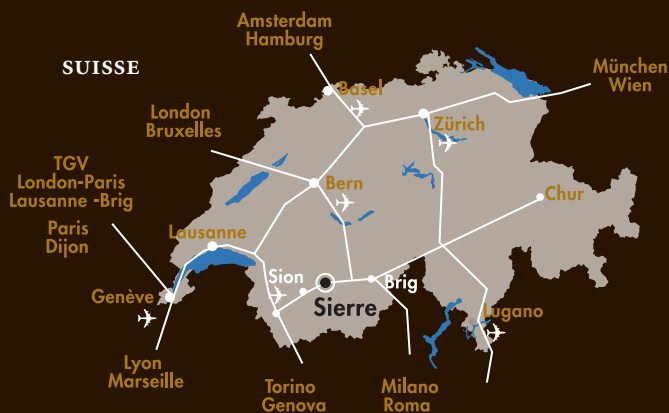 Amsterdam
Hamburg
SUISSE
München
Wien
Basel
London
Bruxelles
Zürich
TGV
London-Paris
Lausanne -Brig
Bern
Chur
Paris
Dijon
Lausanne
Sion
Brig
Genève
Sierre
Lugano
Lyon
Marseille
Torino
Genova
Milano
Roma